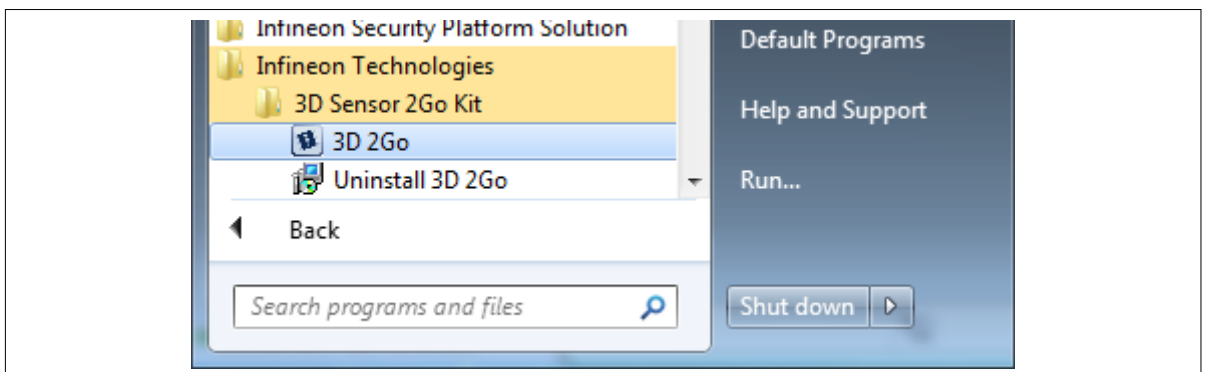 Infineon Security Platform Solution
Infineon Technologies
3D Sensor 2Go Kit
3D 2Go
Uninstall 3D 2Go
Back
Search programs and files
Default Programs
Help and Support
Run...
Shut down